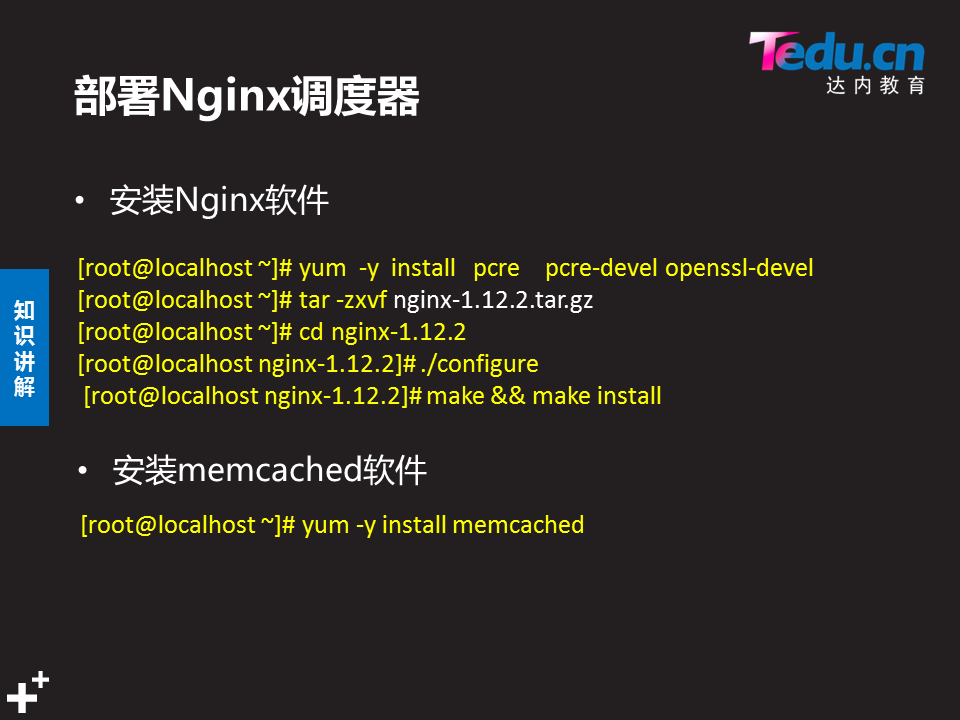 Tedu.cn
达内教育
部署Nginx调度器
• 安装Nginx软件
[root@localhost ~]# yum -y install pcre pcre-devel openssl-devel
[root@localhost ~]# tar -zxvf nginx-1.12.2.tar.gz
[root@localhost ~]# cd nginx-1.12.2
[root@localhost nginx-1.12.2]# ./configure
[root@localhost nginx-1.12.2]# make && make install
知识讲解
• 安装memcached软件
[root@localhost ~]# yum -y install memcached